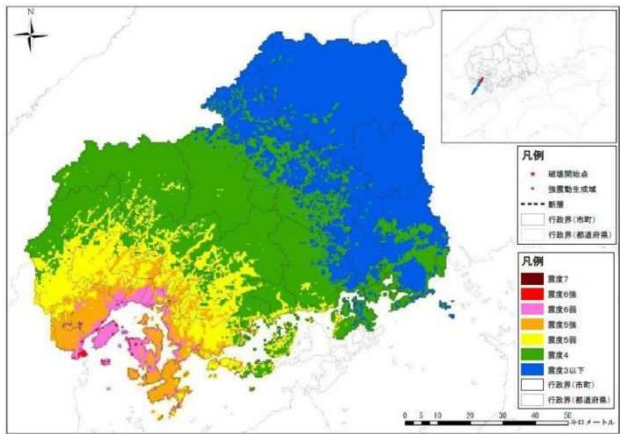 N
凡例
破壊開始点
強震動生成域
断層
行政界(市町)
行政界(都道府県)
凡例
震度7
震度6強
震度6弱
震度5強
震度5弱
震度4
震度3以下
行政界(市町)
行政界(都道府県)
0 5 10 20 30 40 50
キロメートル